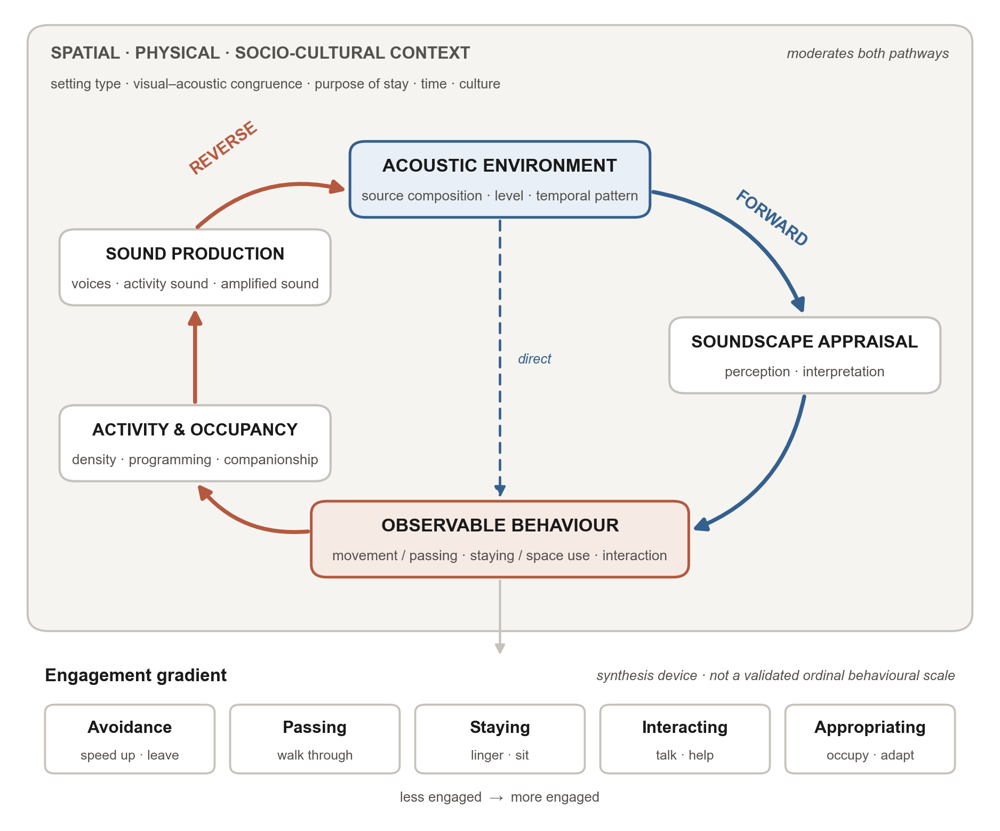 SPATIAL · PHYSICAL · SOCIO-CULTURAL CONTEXT
moderates both pathways
setting type · visual–acoustic congruence · purpose of stay · time · culture
REVERSE
ACOUSTIC ENVIRONMENT
source composition · level · temporal pattern
FORWARD
SOUND PRODUCTION
voices · activity sound · amplified sound
direct
SOUNDSCAPE APPRAISAL
perception · interpretation
ACTIVITY & OCCUPANCY
density · programming · companionship
OBSERVABLE BEHAVIOUR
movement / passing · staying / space use · interaction
Engagement gradient
synthesis device · not a validated ordinal behavioural scale
Avoidance
speed up · leave
Passing
walk through
Staying
linger · sit
Interacting
talk · help
Appropriating
occupy · adapt
less engaged → more engaged